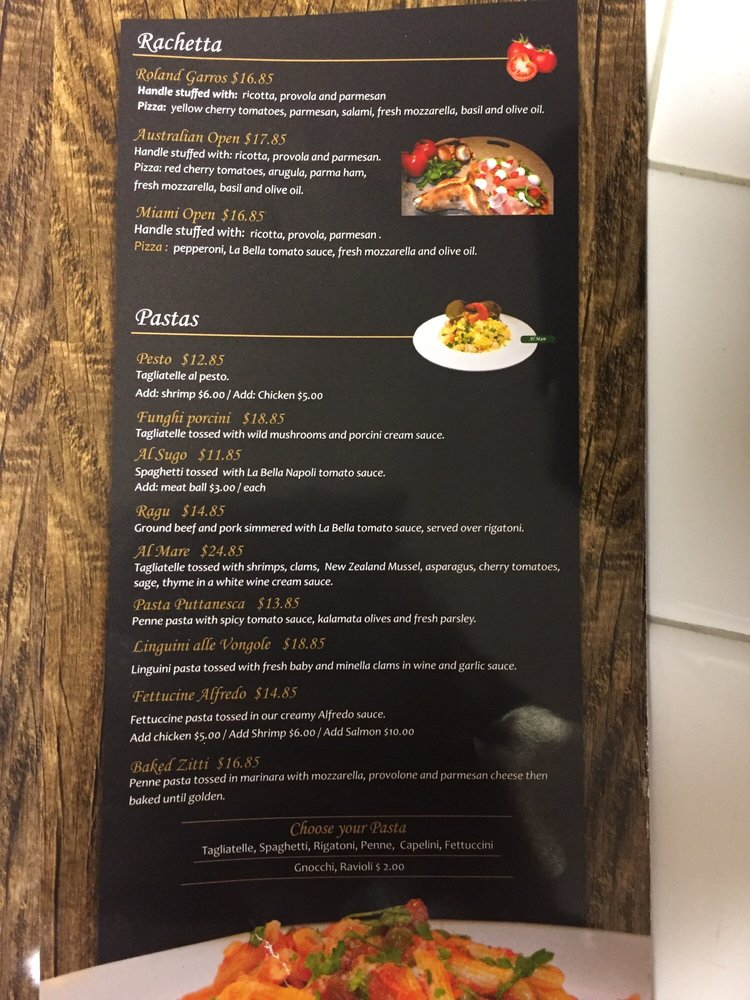 Rachetta
Roland Garros $16.85
Handle stuffed with: ricotta, provola and parmesan
Pizza: yellow cherry tomatoes, parmesan, salami, fresh mozzarella, basil and olive oil.
Australian Open $17.85
Handle stuffed with: ricotta, provola and parmesan.
Pizza: red cherry tomatoes, arugula, parma ham,
fresh mozzarella, basil and olive oil.
Miami Open $16.85
Handle stuffed with: ricotta, provola, parmesan .
Pizza : pepperoni, La Bella tomato sauce, fresh mozzarella and olive oil.
Pastas
Al Mare
Pesto $12.85
Tagliatelle al pesto.
Add: shrimp $6.00 / Add: Chicken $5.00
Funghi porcini $18.85
Tagliatelle tossed with wild mushrooms and porcini cream sauce.
Al Sugo $11.85
Spaghetti tossed with La Bella Napoli tomato sauce.
Add: meat ball $3.00 / each
Ragu $14.85
Ground beef and pork simmered with La Bella tomato sauce, served over rigatoni.
Al Mare $24.85
Tagliatelle tossed with shrimps, clams, New Zealand Mussel, asparagus, cherry tomatoes,
sage, thyme in a white wine cream sauce.
Pasta Puttanesca $13.85
Penne pasta with spicy tomato sauce, kalamata olives and fresh parsley.
Linguini alle Vongole $18.85
Linguini pasta tossed with fresh baby and minella clams in wine and garlic sauce.
Fettucine Alfredo $14.85
Fettuccine pasta tossed in our creamy Alfredo sauce.
Add chicken $5.00 / Add Shrimp $6.00 / Add Salmon $10.00
Baked Zitti $16.85
Penne pasta tossed in marinara with mozzarella, provolone and parmesan cheese then
baked until golden.
Choose your Pasta
Tagliatelle, Spaghetti, Rigatoni, Penne, Capelini, Fettuccini
Gnocchi, Ravioli $ 2.00